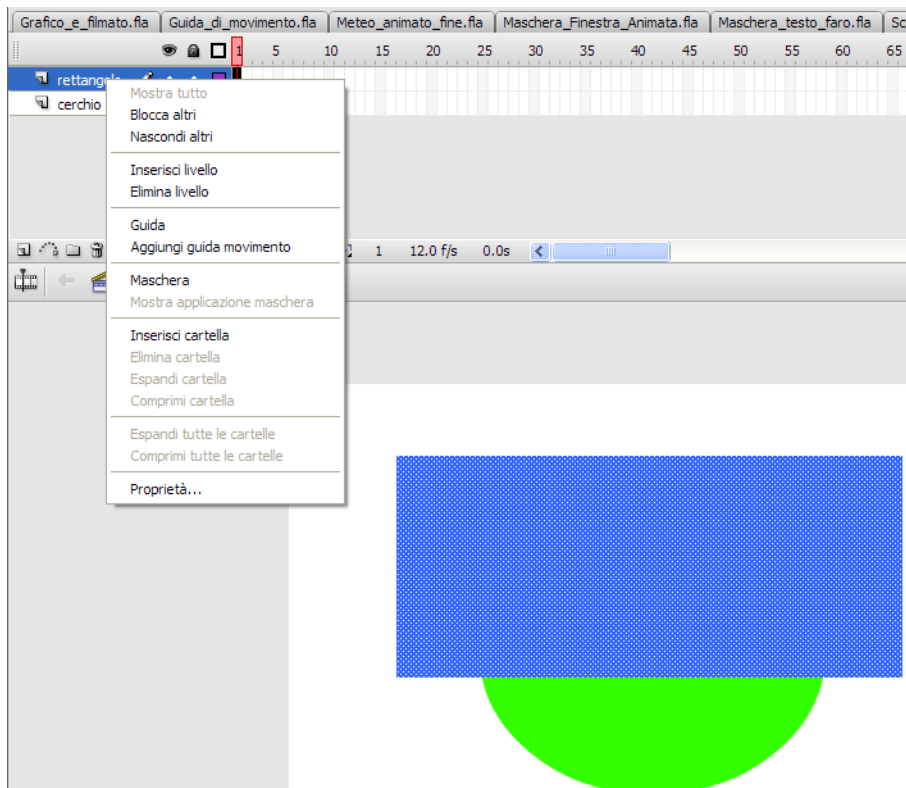 Grafico_e_filmato.fla Guida_di_movimento.fla Meteo_animato_fine.fla Maschera_Finestra_Animata.fla Maschera_testo_faro.fla Sc
1 5 10 15 20 25 30 35 40 45 50 55 60 65
rettangolo
cerchio
Mostra tutto
Blocca altri
Nascondi altri
Inserisci livello
Elimina livello
Guida
Aggiungi guida movimento
1 12.0 f/s 0.0s
Maschera
Mostra applicazione maschera
Inserisci cartella
Elimina cartella
Espandi cartella
Comprimi cartella
Espandi tutte le cartelle
Comprimi tutte le cartelle
Proprietà...